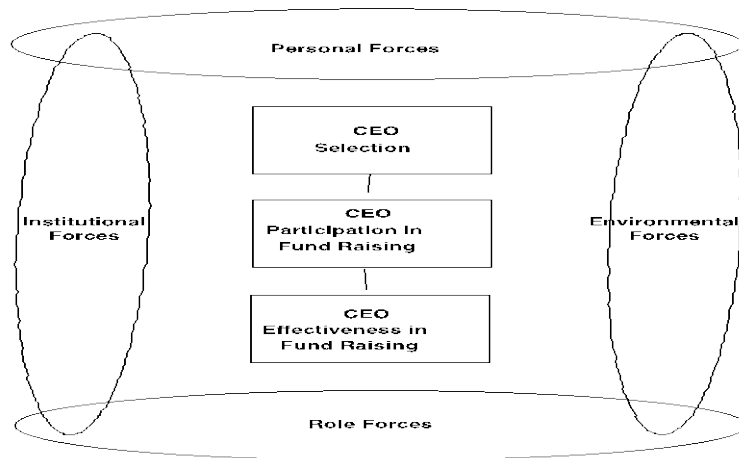 Personal Forces
CEO
Selection
Institutional
Forces
CEO
Participation in
Fund Raising
Environmental
Forces
CEO
Effectiveness in
Fund Raising
Role Forces